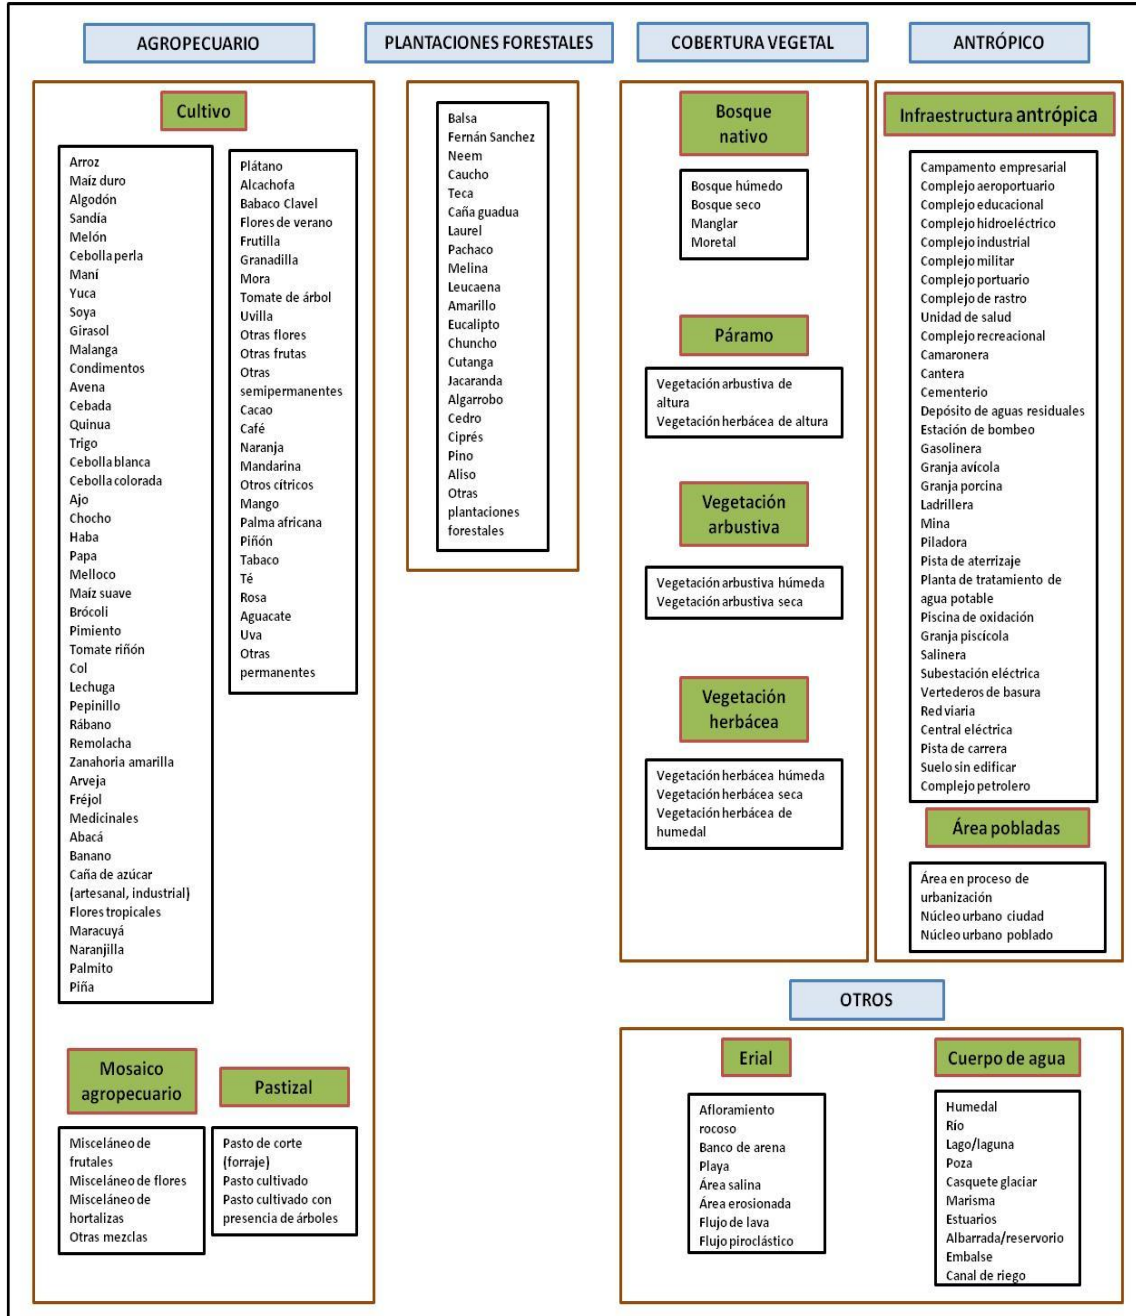 AGROPECUARIO
Cultivo
Arroz
Maíz duro
Algodón
Sandía
Melón
Cebolla perla
Maní
Yuca
Soya
Girasol
Malanga
Condimentos
Avena
Cebada
Quinua
Trigo
Cebolla blanca
Cebolla colorada
Ajo
Chocho
Haba
Papa
Melloco
Maíz suave
Brócoli
Pimiento
Tomate riñón
Col
Lechuga
Pepinillo
Rábano
Remolacha
Zanahoria amarilla
Arveja
Fréjol
Medicinales
Abacá
Banano
Caña de azúcar
(artesanal, industrial)
Flores tropicales
Maracuyá
Naranjilla
Palmito
Piña
Plátano
Alcachofa
Babaco Clavel
Flores de verano
Frutilla
Granadilla
Mora
Tomate de árbol
Uvilla
Otras flores
Otras frutas
Otras
semipermanentes
Cacao
Café
Naranja
Mandarina
Otros cítricos
Mango
Palma africana
Piñón
Tabaco
Té
Rosa
Aguacate
Uva
Otras
permanentes
Mosaico
agropecuario
Misceláneo de
frutales
Misceláneo de flores
Misceláneo de
hortalizas
Otras mezclas
Pastizal
Pasto de corte
(forraje)
Pasto cultivado
Pasto cultivado con
presencia de árboles
PLANTACIONES FORESTALES
Balsa
Fernán Sanchez
Neem
Caucho
Teca
Caña guadua
Laurel
Pachaco
Melina
Leucaena
Amarillo
Eucalipto
Chuncho
Cutanga
Jacaranda
Algarrobo
Cedro
Ciprés
Pino
Aliso
Otras
plantaciones
forestales
COBERTURA VEGETAL
Bosque
nativo
Bosque húmedo
Bosque seco
Manglar
Moretal
Páramo
Vegetación arbustiva de
altura
Vegetación herbácea de altura
Vegetación
arbustiva
Vegetación arbustiva húmeda
Vegetación arbustiva seca
Vegetación
herbácea
Vegetación herbácea húmeda
Vegetación herbácea seca
Vegetación herbácea de
humedal
ANTRÓPICO
Infraestructura antrópica
Campamento empresarial
Complejo aeroportuario
Complejo educacional
Complejo hidroeléctrico
Complejo industrial
Complejo militar
Complejo portuario
Complejo de rastro
Unidad de salud
Complejo recreacional
Camaronera
Cantera
Cementerio
Depósito de aguas residuales
Estación de bombeo
Gasolinera
Granja avícola
Granja porcina
Ladrillera
Mina
Piladora
Pista de aterrizaje
Planta de tratamiento de
agua potable
Piscina de oxidación
Granja piscícola
Salinera
Subestación eléctrica
Vertederos de basura
Red viaria
Central eléctrica
Pista de carrera
Suelo sin edificar
Complejo petrolero
Área pobladas
Área en proceso de
urbanización
Núcleo urbano ciudad
Núcleo urbano poblado
OTROS
Erial
Afloramiento
rocoso
Banco de arena
Playa
Área salina
Área erosionada
Flujo de lava
Flujo piroclástico
Cuerpo de agua
Humedal
Río
Lago/laguna
Poza
Casquete glaciar
Marisma
Estuarios
Albarrada/reservorio
Embalse
Canal de riego